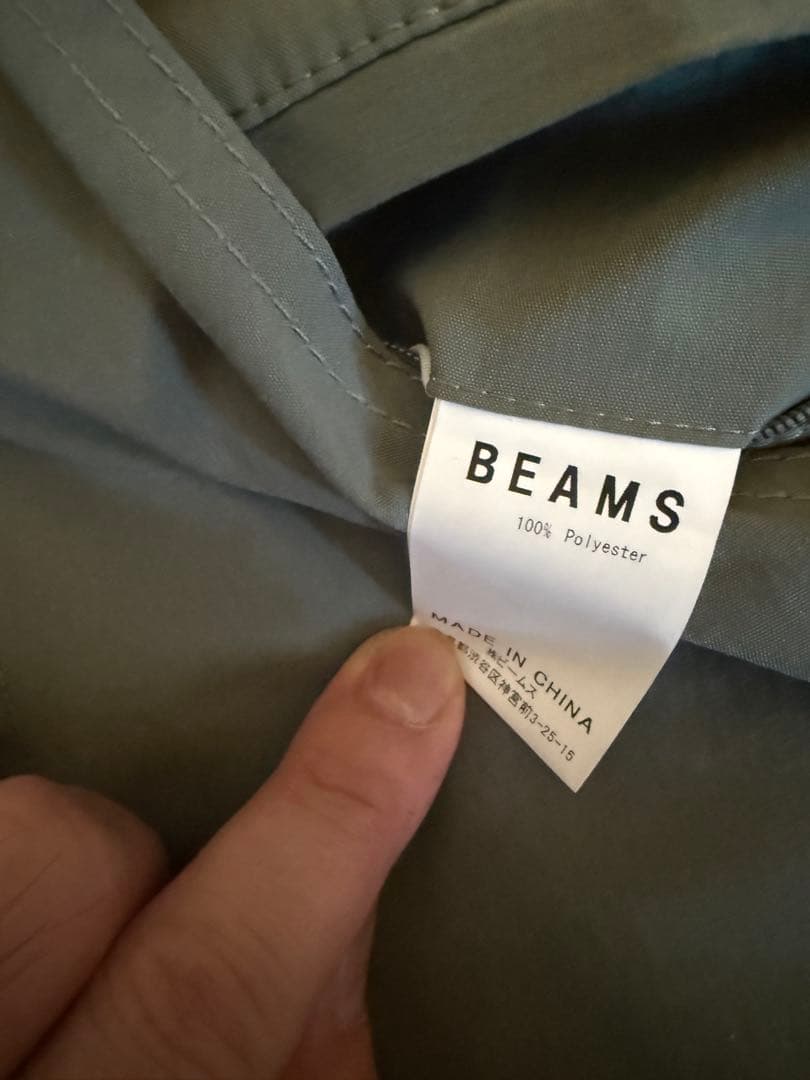 BEAMS
100% Polyester
MADE IN CHINA
㈱ビームス
都渋谷区神宮前3-25-15